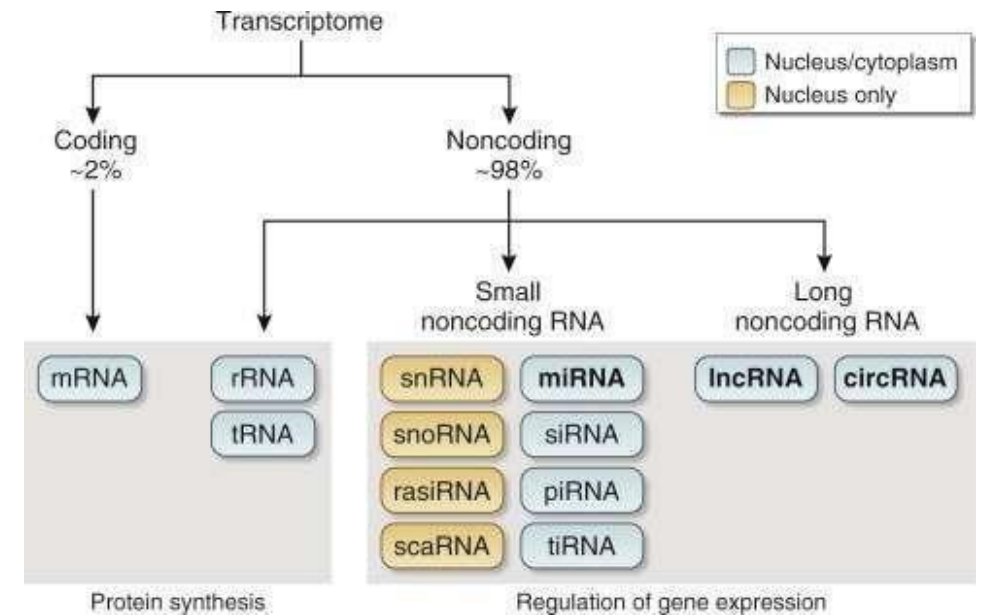 Transcriptome
Nucleus/cytoplasm
Nucleus only
Coding
~2%
Noncoding
~98%
Small
noncoding RNA
Long
noncoding RNA
mRNA
rRNA
tRNA
snRNA
miRNA
snoRNA
siRNA
rasiRNA
piRNA
scaRNA
tiRNA
lncRNA
circRNA
Protein synthesis
Regulation of gene expression